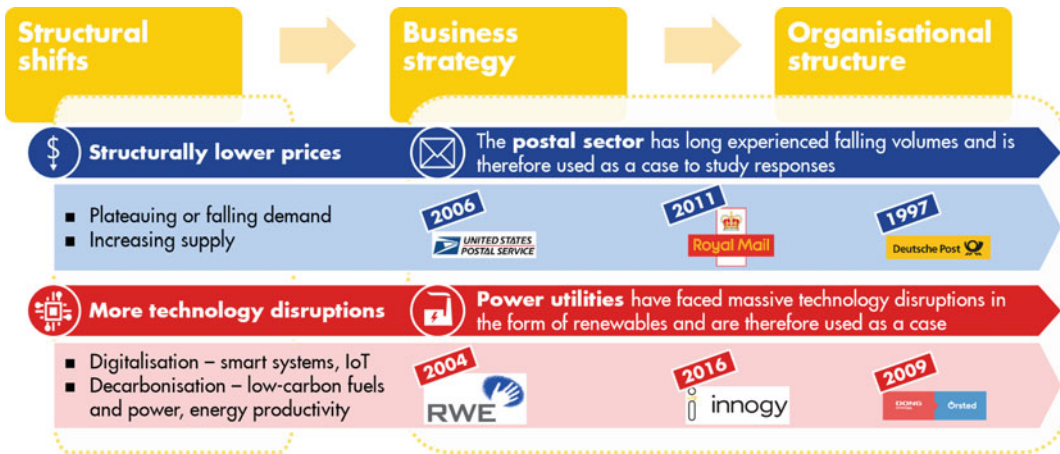 Structural
shifts
Business
strategy
Organisational
structure
Structurally lower prices
The postal sector has long experienced falling volumes and is
therefore used as a case to study responses
■ Plateauing or falling demand
■ Increasing supply
2006
UNITED STATES
POSTAL SERVICE
2011
Royal Mail
1997
Deutsche Post
More technology disruptions
Power utilities have faced massive technology disruptions in
the form of renewables and are therefore used as a case
■ Digitalisation – smart systems, IoT
■ Decarbonisation – low-carbon fuels
and power, energy productivity
2004
RWE
2016
innogy
2009
DONG
Ørsted